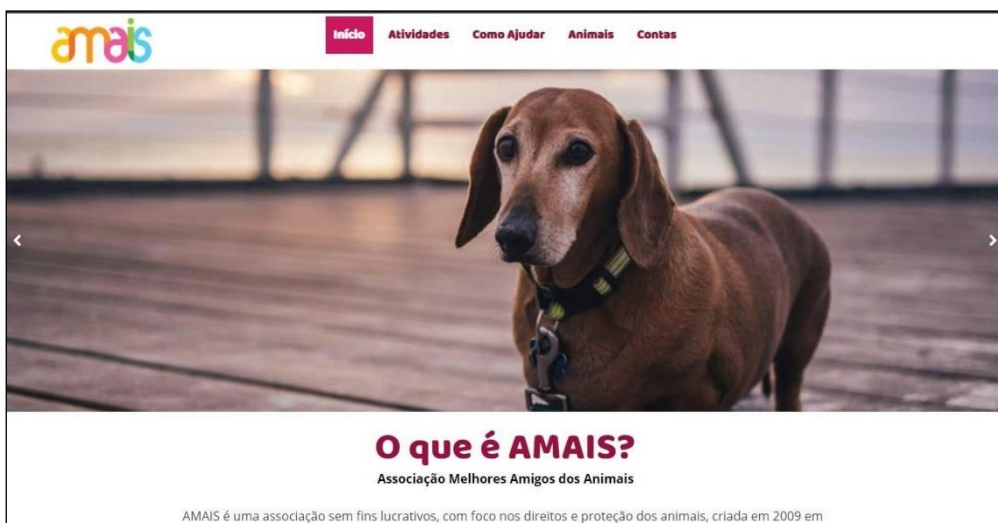 amais
Início Atividades Como Ajudar Animais Contas
O que é AMAIS?
Associação Melhores Amigos dos Animais
AMAIS é uma associação sem fins lucrativos, com foco nos direitos e proteção dos animais, criada em 2009 em